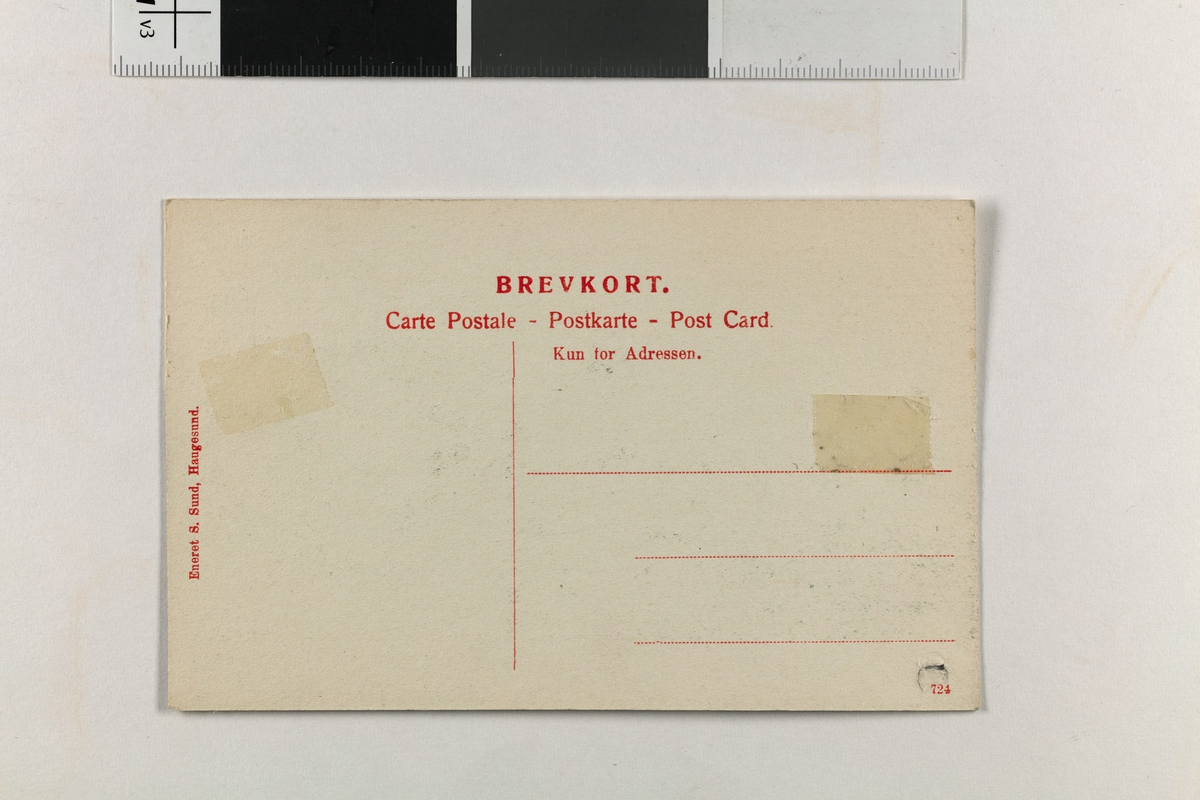 v3
BREVKORT.
Carte Postale - Postkarte - Post Card.
Kun for Adressen.
Eneret S. Sund, Haugesund.
724